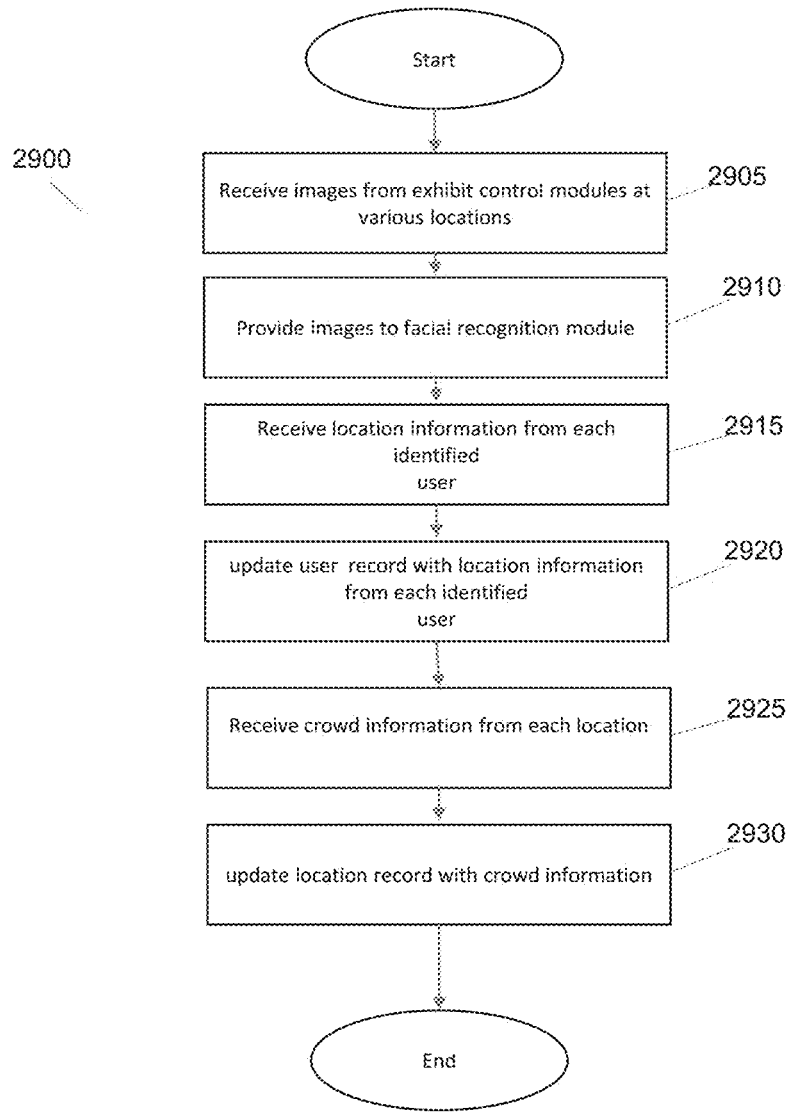 Start
2900
Receive images from exhibit control modules at
various locations
2905
Provide images to facial recognition module
2910
Receive location information from each
identified
user
2915
update user record with location information
from each identified
user
2920
Receive crowd information from each location
2925
update location record with crowd information
2930
End